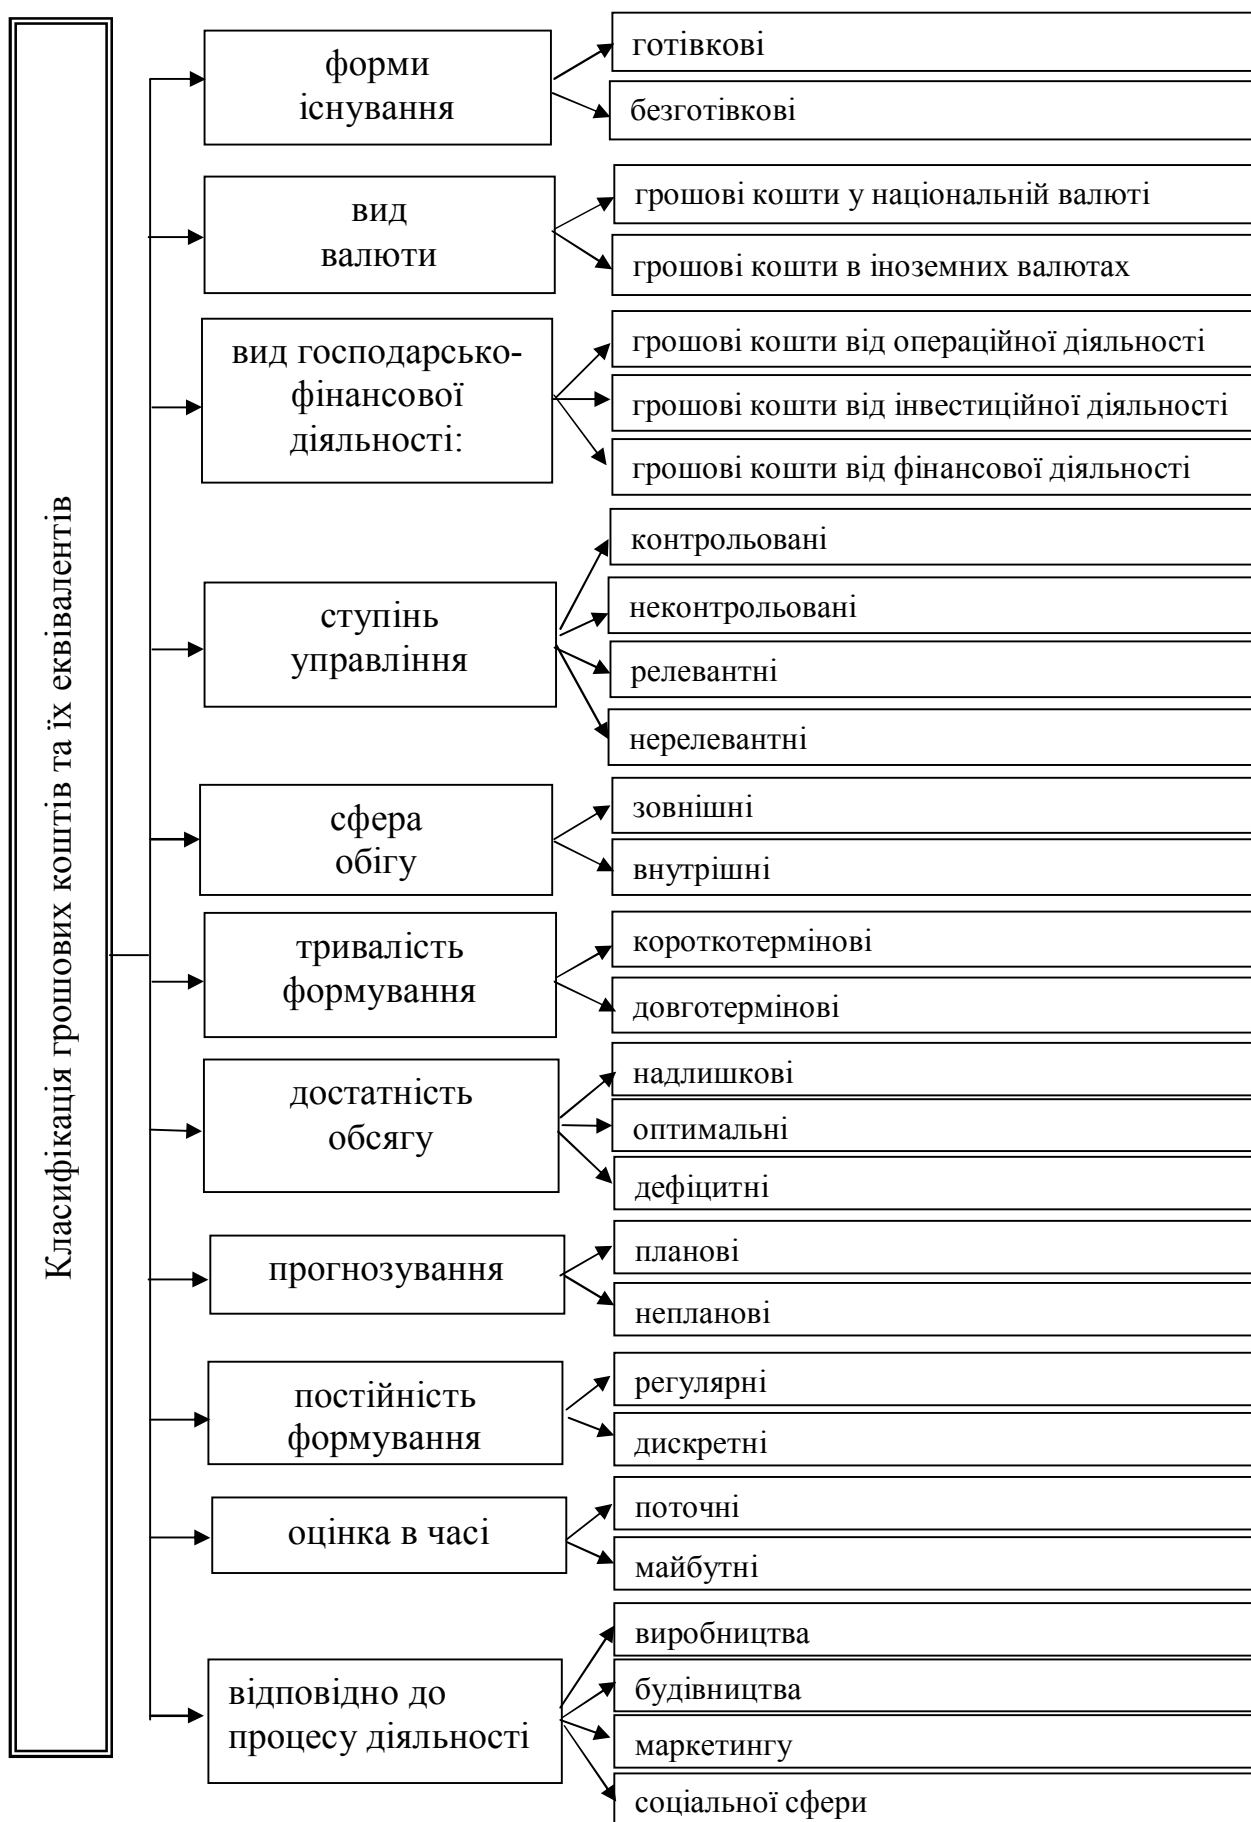 Класифікація грошових коштів та їх еквівалентів
форми
існування
готівкові
безготівкові
вид
валюти
грошові кошти у національній валюті
грошові кошти в іноземних валютах
вид господарсько-
фінансової
діяльності:
грошові кошти від операційної діяльності
грошові кошти від інвестиційної діяльності
грошові кошти від фінансової діяльності
ступінь
управління
контрольовані
неконтрольовані
релевантні
нерелевантні
сфера
обігу
зовнішні
внутрішні
тривалість
формування
короткотермінові
довготермінові
достатність
обсягу
надлишкові
оптимальні
дефіцитні
прогнозування
планові
непланові
постійність
формування
регулярні
дискретні
оцінка в часі
поточні
майбутні
відповідно до
процесу діяльності
виробництва
будівництва
маркетингу
соціальної сфери